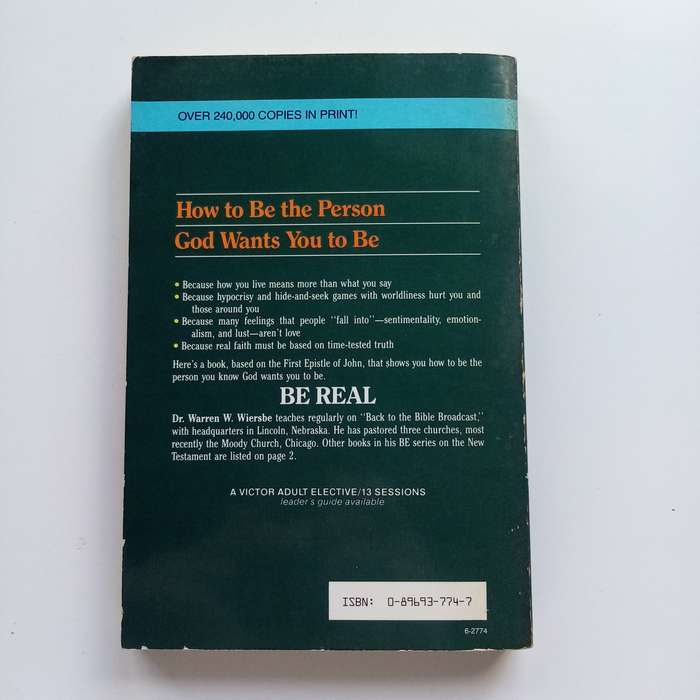 OVER 240,000 COPIES IN PRINT!
How to Be the Person
God Wants You to Be
• Because how you live means more than what you say
• Because hypocrisy and hide-and-seek games with worldliness hurt you and
those around you
• Because many feelings that people "fall into"—sentimentality, emotion-
alism, and lust—aren't love
• Because real faith must be based on time-tested truth
Here's a book, based on the First Epistle of John, that shows you how to be the
person you know God wants you to be.
BE REAL
Dr. Warren W. Wiersbe teaches regularly on "Back to the Bible Broadcast,"
with headquarters in Lincoln, Nebraska. He has pastored three churches, most
recently the Moody Church, Chicago. Other books in his BE series on the New
Testament are listed on page 2.
A VICTOR ADULT ELECTIVE/13 SESSIONS
leader's guide available
ISBN: 0-89693-774-7
6-2774